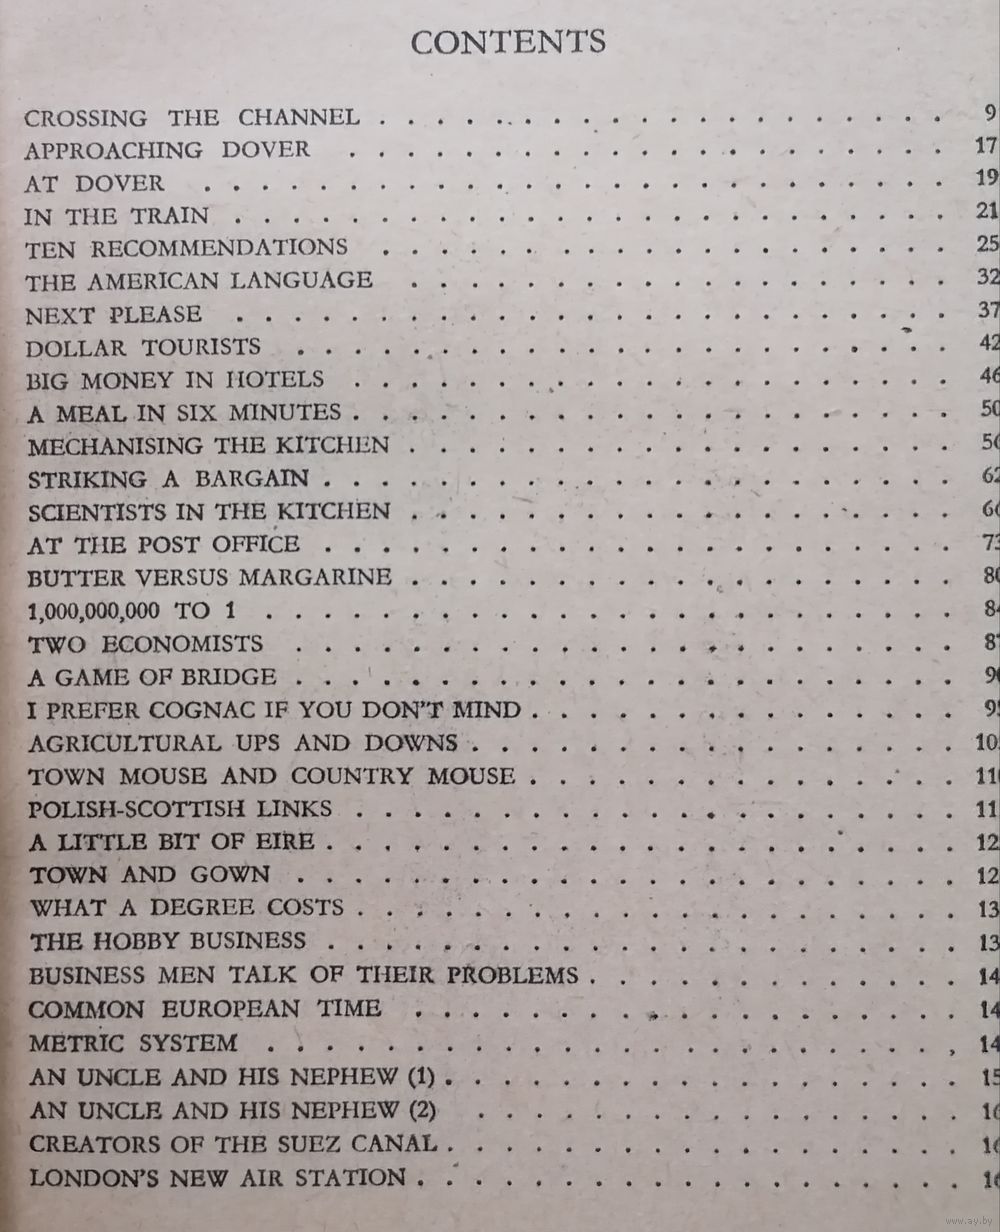 CONTENTS
CROSSING THE CHANNEL . . . . . . . . . . . . . . . . . . . . 9
APPROACHING DOVER . . . . . . . . . . . . . . . . . . . . . 17
AT DOVER . . . . . . . . . . . . . . . . . . . . . . . . . . 19
IN THE TRAIN . . . . . . . . . . . . . . . . . . . . . . . . . 21
TEN RECOMMENDATIONS . . . . . . . . . . . . . . . . . . . . 25
THE AMERICAN LANGUAGE . . . . . . . . . . . . . . . . . . . 32
NEXT PLEASE . . . . . . . . . . . . . . . . . . . . . . . . . 37
DOLLAR TOURISTS . . . . . . . . . . . . . . . . . . . . . . . 42
BIG MONEY IN HOTELS . . . . . . . . . . . . . . . . . . . . . 46
A MEAL IN SIX MINUTES . . . . . . . . . . . . . . . . . . . . . 50
MECHANISING THE KITCHEN . . . . . . . . . . . . . . . . . . .
STRIKING A BARGAIN . . . . . . . . . . . . . . . . . . . . . . 62
SCIENTISTS IN THE KITCHEN . . . . . . . . . . . . . . . . . . .
AT THE POST OFFICE . . . . . . . . . . . . . . . . . . . . . . 73
BUTTER VERSUS MARGARINE . . . . . . . . . . . . . . . . . . . 80
1,000,000,000 TO 1 . . . . . . . . . . . . . . . . . . . . . . . . 84
TWO ECONOMISTS . . . . . . . . . . . . . . . . . . . . . . .
A GAME OF BRIDGE . . . . . . . . . . . . . . . . . . . . . . .
I PREFER COGNAC IF YOU DON'T MIND . . . . . . . . . . . . . . .
AGRICULTURAL UPS AND DOWNS . . . . . . . . . . . . . . . . .
TOWN MOUSE AND COUNTRY MOUSE . . . . . . . . . . . . . . .
POLISH-SCOTTISH LINKS . . . . . . . . . . . . . . . . . . . . .
A LITTLE BIT OF EIRE . . . . . . . . . . . . . . . . . . . . . .
TOWN AND GOWN . . . . . . . . . . . . . . . . . . . . . . .
WHAT A DEGREE COSTS . . . . . . . . . . . . . . . . . . . . .
THE HOBBY BUSINESS . . . . . . . . . . . . . . . . . . . . . .
BUSINESS MEN TALK OF THEIR PROBLEMS . . . . . . . . . . . . .
COMMON EUROPEAN TIME . . . . . . . . . . . . . . . . . . .
METRIC SYSTEM . . . . . . . . . . . . . . . . . . . . . . . .
AN UNCLE AND HIS NEPHEW (1) . . . . . . . . . . . . . . . . . .
AN UNCLE AND HIS NEPHEW (2) . . . . . . . . . . . . . . . . .
CREATORS OF THE SUEZ CANAL . . . . . . . . . . . . . . . . . .
LONDON'S NEW AIR STATION . . . . . . . . . . . . . . . . . . .
www.ay.by